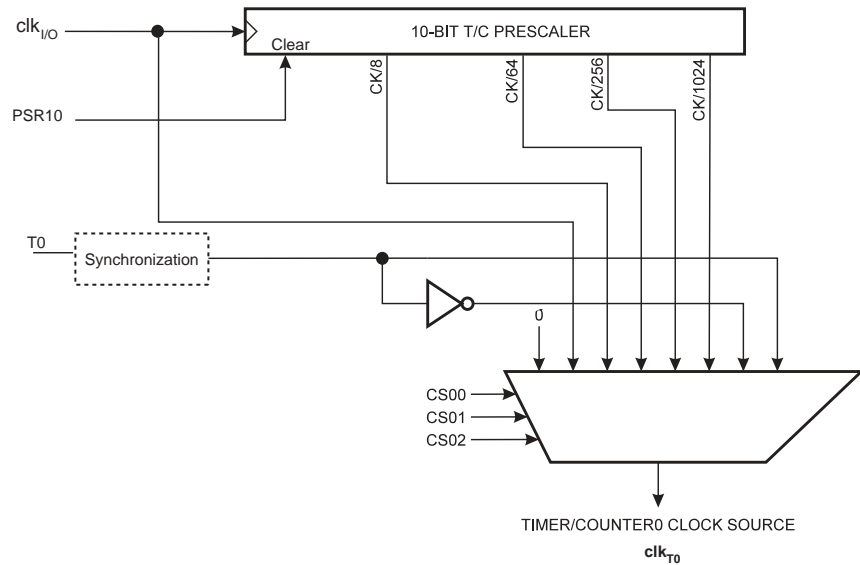 clkI/O
10-BIT T/C PRESCALER
Clear
CK/8
CK/64
CK/256
CK/1024
PSR10
T0
Synchronization
0
CS00
CS01
CS02
TIMER/COUNTER0 CLOCK SOURCE
clkT0